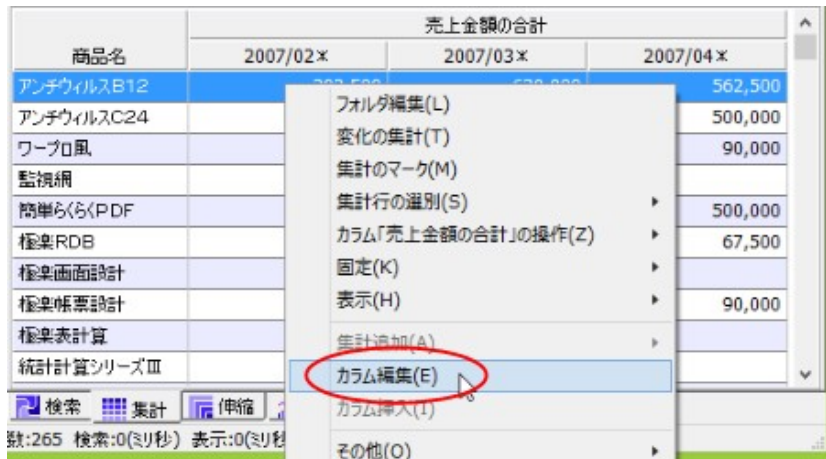 売上金額の合計
商品名 2007/02* 2007/03* 2007/04*
アンチウィルスB12 562,500
アンチウィルスC24 500,000
ワープロ風 90,000
監視網
簡単らくらくPDF 500,000
極楽RDB 67,500
極楽画面設計
極楽帳票設計 90,000
極楽表計算
統計計算シリーズⅢ
フォルダ編集(L)
変化の集計(T)
集計のマーク(M)
集計行の選別(S)
カラム「売上金額の合計」の操作(Z)
固定(K)
表示(H)
集計追加(A)
カラム編集(E)
カラム挿入(I)
その他(O)
検索 集計 伸縮
数:265 検索:0(ミリ秒) 表示:0(ミリ秒